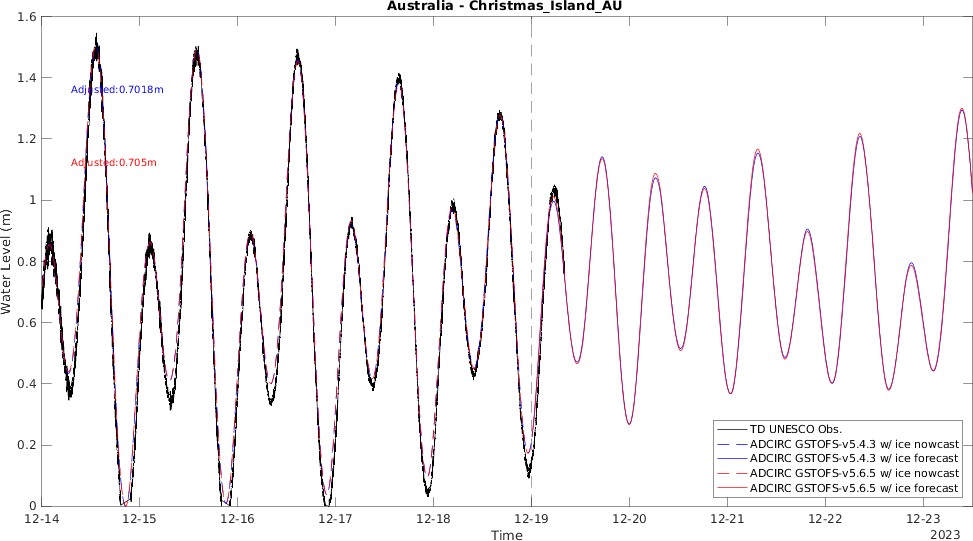 Australia - Christmas_Island_AU
1.6
1.4
1.2
1
0.8
0.6
0.4
0.2
0
Water Level (m)
Adjusted:0.7018m
Adjusted:0.705m
TD UNESCO Obs.
ADCIRC GSTOFS-v5.4.3 w/ ice nowcast
ADCIRC GSTOFS-v5.4.3 w/ ice forecast
ADCIRC GSTOFS-v5.6.5 w/ ice nowcast
ADCIRC GSTOFS-v5.6.5 w/ ice forecast
12-14 12-15 12-16 12-17 12-18 12-19 12-20 12-21 12-22 12-23
Time
2023